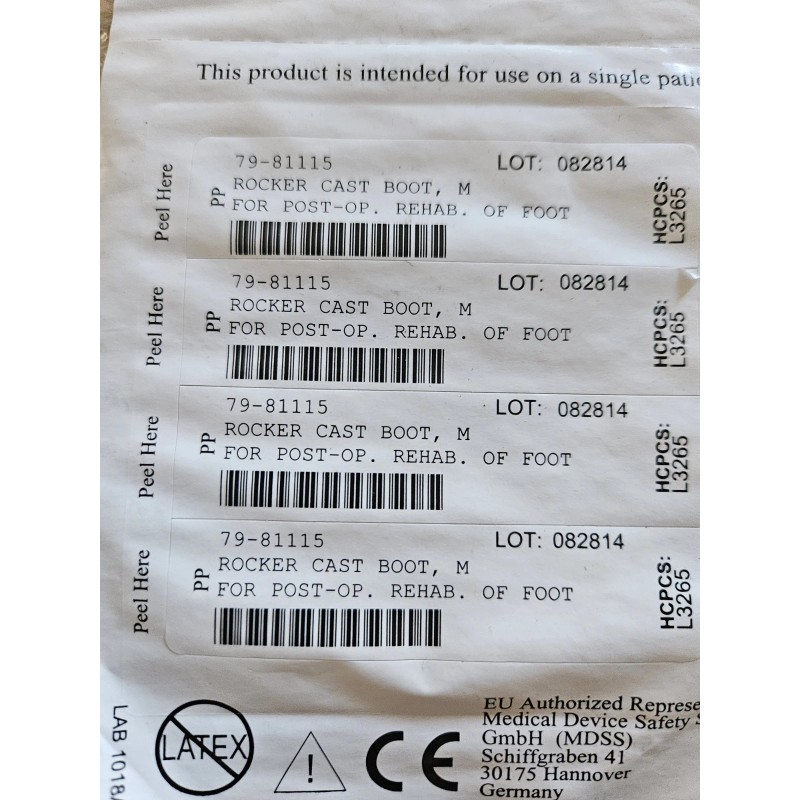 This product is intended for use on a single
Peel Here
79-81115 LOT: 082814
PP
ROCKER CAST BOOT, M
FOR POST-OP. REHAB. OF FOOT
HCPCS:
L3265
Peel Here
79-81115 LOT: 082814
PP
ROCKER CAST BOOT, M
FOR POST-OP. REHAB. OF FOOT
HCPCS:
L3265
Peel Here
79-81115 LOT: 082814
PP
ROCKER CAST BOOT, M
FOR POST-OP. REHAB. OF FOOT
HCPCS:
L3265
Peel Here
79-81115 LOT: 082814
PP
ROCKER CAST BOOT, M
FOR POST-OP. REHAB. OF FOOT
HCPCS:
L3265
LAB 1018
LATEX
!
CE
EU Authorized
Medical Device Safety
GmbH (MDSS)
Schiffgraben 41
30175 Hannover
Germany